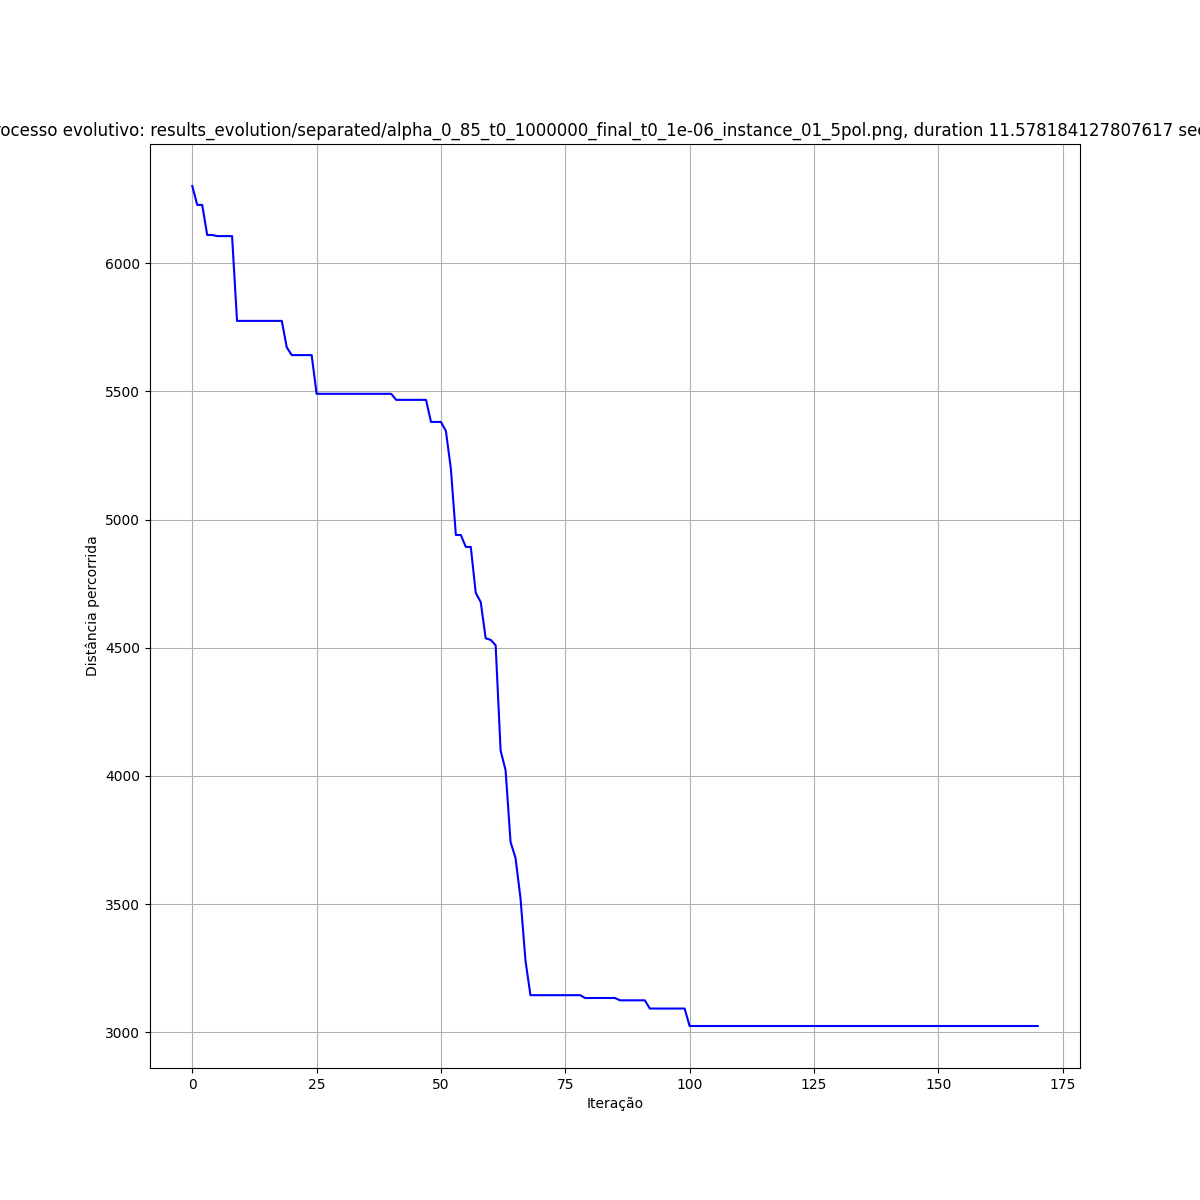 ocesso evolutivo: results_evolution/separated/alpha_0_85_t0_1000000_final_t0_1e-06_instance_01_5pol.png, duration 11.578184127807617 sec
6000
5500
5000
4500
4000
3500
3000
Distância percorrida
0 25 50 75 100 125 150 175
Iteração